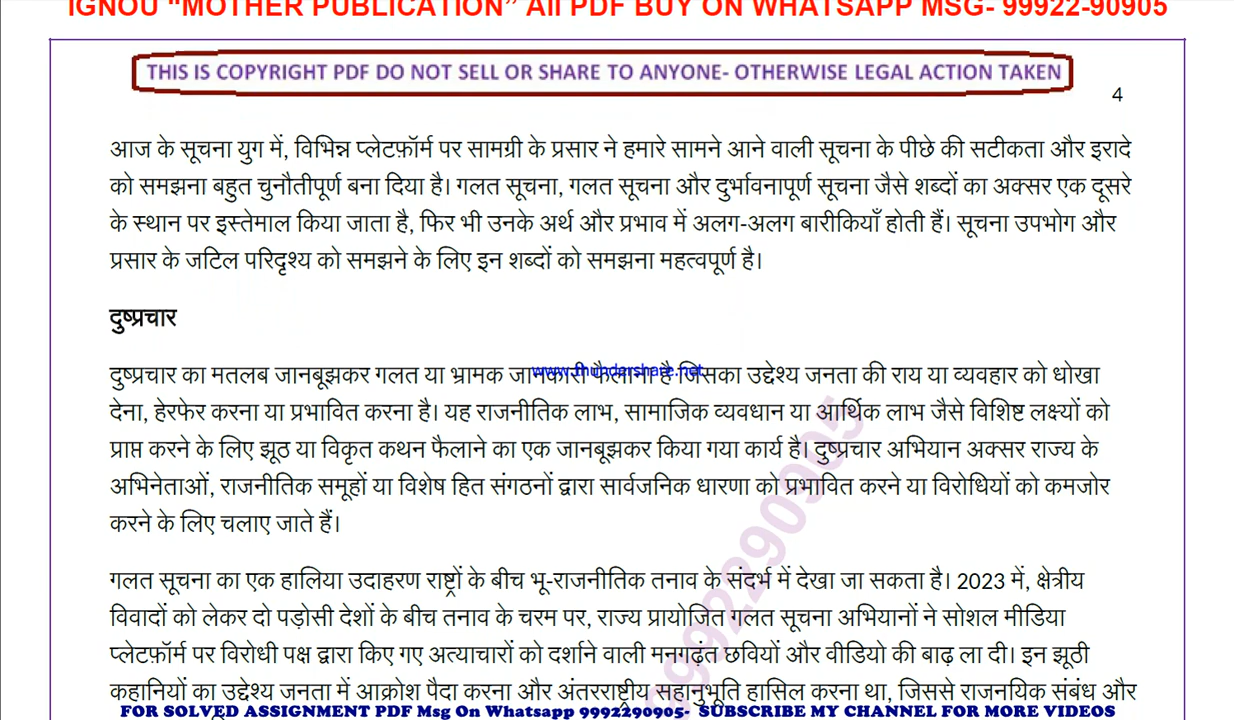 IGNOU "MOTHER PUBLICATION" All PDF BUY ON WHATSAPP MSG- 99922-90905
THIS IS COPYRIGHT PDF DO NOT SELL OR SHARE TO ANYONE- OTHERWISE LEGAL ACTION TAKEN
4
आज के सूचना युग में, विभिन्न प्लेटफ़ॉर्म पर सामग्री के प्रसार ने हमारे सामने आने वाली सूचना के पीछे की सटीकता और इरादे
को समझना बहुत चुनौतीपूर्ण बना दिया है। गलत सूचना, गलत सूचना और दुर्भावनापूर्ण सूचना जैसे शब्दों का अक्सर एक दूसरे
के स्थान पर इस्तेमाल किया जाता है, फिर भी उनके अर्थ और प्रभाव में अलग-अलग बारीकियाँ होती हैं। सूचना उपभोग और
प्रसार के जटिल परिदृश्य को समझने के लिए इन शब्दों को समझना महत्वपूर्ण है।
दुष्प्रचार
दुष्प्रचार का मतलब जानबूझकर गलत या भ्रामक जानकारी फैलाना है जिसका उद्देश्य जनता की राय या व्यवहार को धोखा
www.thundershare.net
देना, हेरफेर करना या प्रभावित करना है। यह राजनीतिक लाभ, सामाजिक व्यवधान या आर्थिक लाभ जैसे विशिष्ट लक्ष्यों को
प्राप्त करने के लिए झूठ या विकृत कथन फैलाने का एक जानबूझकर किया गया कार्य है। दुष्प्रचार अभियान अक्सर राज्य के
अभिनेताओं, राजनीतिक समूहों या विशेष हित संगठनों द्वारा सार्वजनिक धारणा को प्रभावित करने या विरोधियों को कमजोर
करने के लिए चलाए जाते हैं।
9992290905
गलत सूचना का एक हालिया उदाहरण राष्ट्रों के बीच भू-राजनीतिक तनाव के संदर्भ में देखा जा सकता है। 2023 में, क्षेत्रीय
विवादों को लेकर दो पड़ोसी देशों के बीच तनाव के चरम पर, राज्य प्रायोजित गलत सूचना अभियानों ने सोशल मीडिया
प्लेटफ़ॉर्म पर विरोधी पक्ष द्वारा किए गए अत्याचारों को दर्शाने वाली मनगढ़ंत छवियों और वीडियो की बाढ़ ला दी। इन झूठी
कहानियों का उद्देश्य जनता में आक्रोश पैदा करना और अंतरराष्ट्रीय सहानुभूति हासिल करना था, जिससे राजनयिक संबंध और
FOR SOLVED ASSIGNMENT PDF Msg On Whatsapp 9992290905- SUBSCRIBE MY CHANNEL FOR MORE VIDEOS